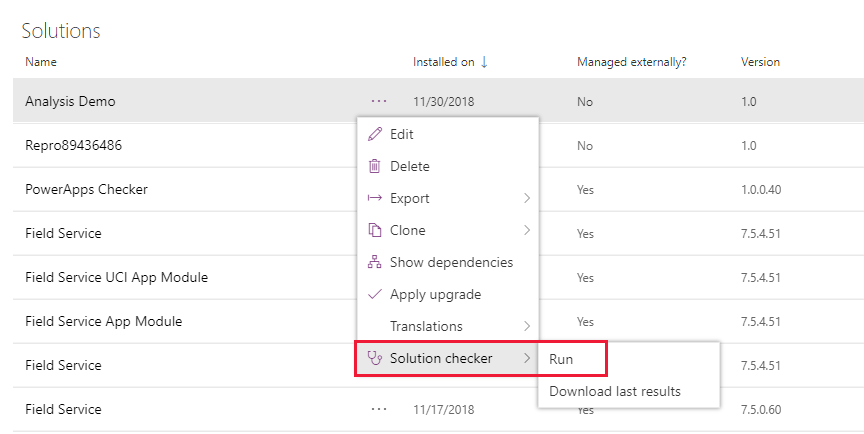 Solutions
Name Installed on ↓ Managed externally? Version
Analysis Demo ··· 11/30/2018 No 1.0
Edit
Repro89436486 No 1.0
Delete
PowerApps Checker Yes 1.0.0.40
Export
Field Service Clone Yes 7.5.4.51
Show dependencies
Field Service UCI App Module Yes 7.5.4.51
Apply upgrade
Field Service App Module Translations Yes 7.5.4.51
Solution checker Run
Field Service 7.5.4.51
Download last results
Field Service ··· 11/17/2018 Yes 7.5.0.60